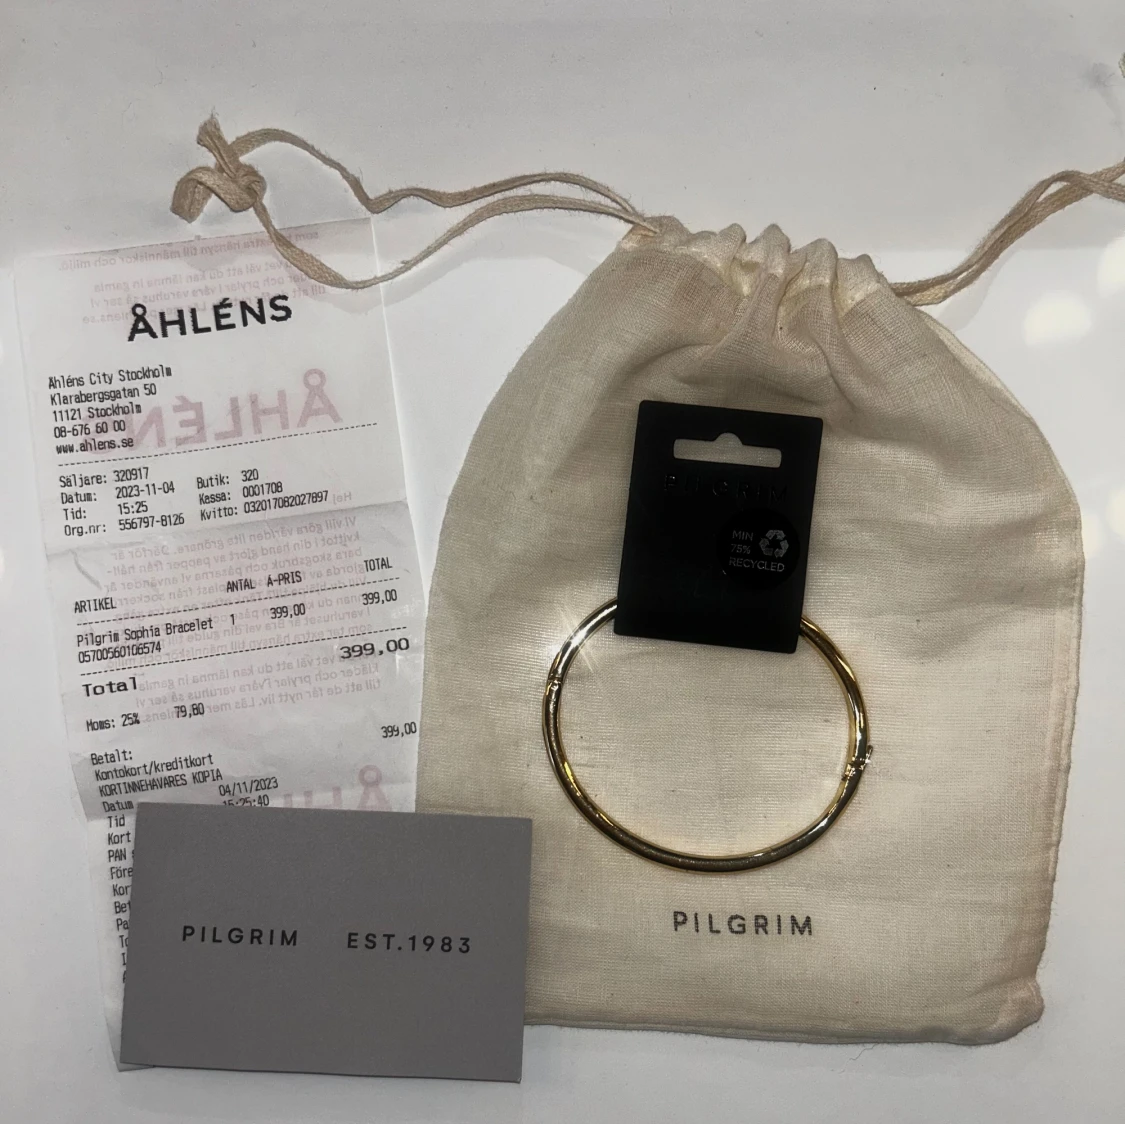 ÅHLÉNS
Åhléns City Stockholm
Klarabergsgatan 50
11121 Stockholm
08-676 60 00
www.ahlens.se
Säljare: 320917 Butik: 320
Datum: 2023-11-04 Kassa: 0001708
Tid: 15:25 Kvitto: 032017082027897
Org.nr: 556797-8126
ARTIKEL ANTAL Á-PRIS TOTAL
Pilgrim Sophia Bracelet 1 399,00 399,00
05700560106574
Total 399,00
Moms: 25% 79,80
Betalt: 399,00
Kontokort/kreditkort
KORTINNEHAVARES KOPIA
Datum 04/11/2023
Tid 15:25:40
Kort
PAN
PILGRIM EST.1983
PILGRIM
MIN
75%
RECYCLED
PILGRIM